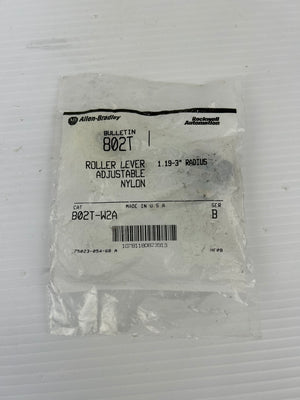 AB Allen-Bradley
Rockwell Automation
BULLETIN
802T
ROLLER LEVER 1.19-3" RADIUS
ADJUSTABLE
NYLON
CAT MADE IN U.S.A SER
802T-W2A B